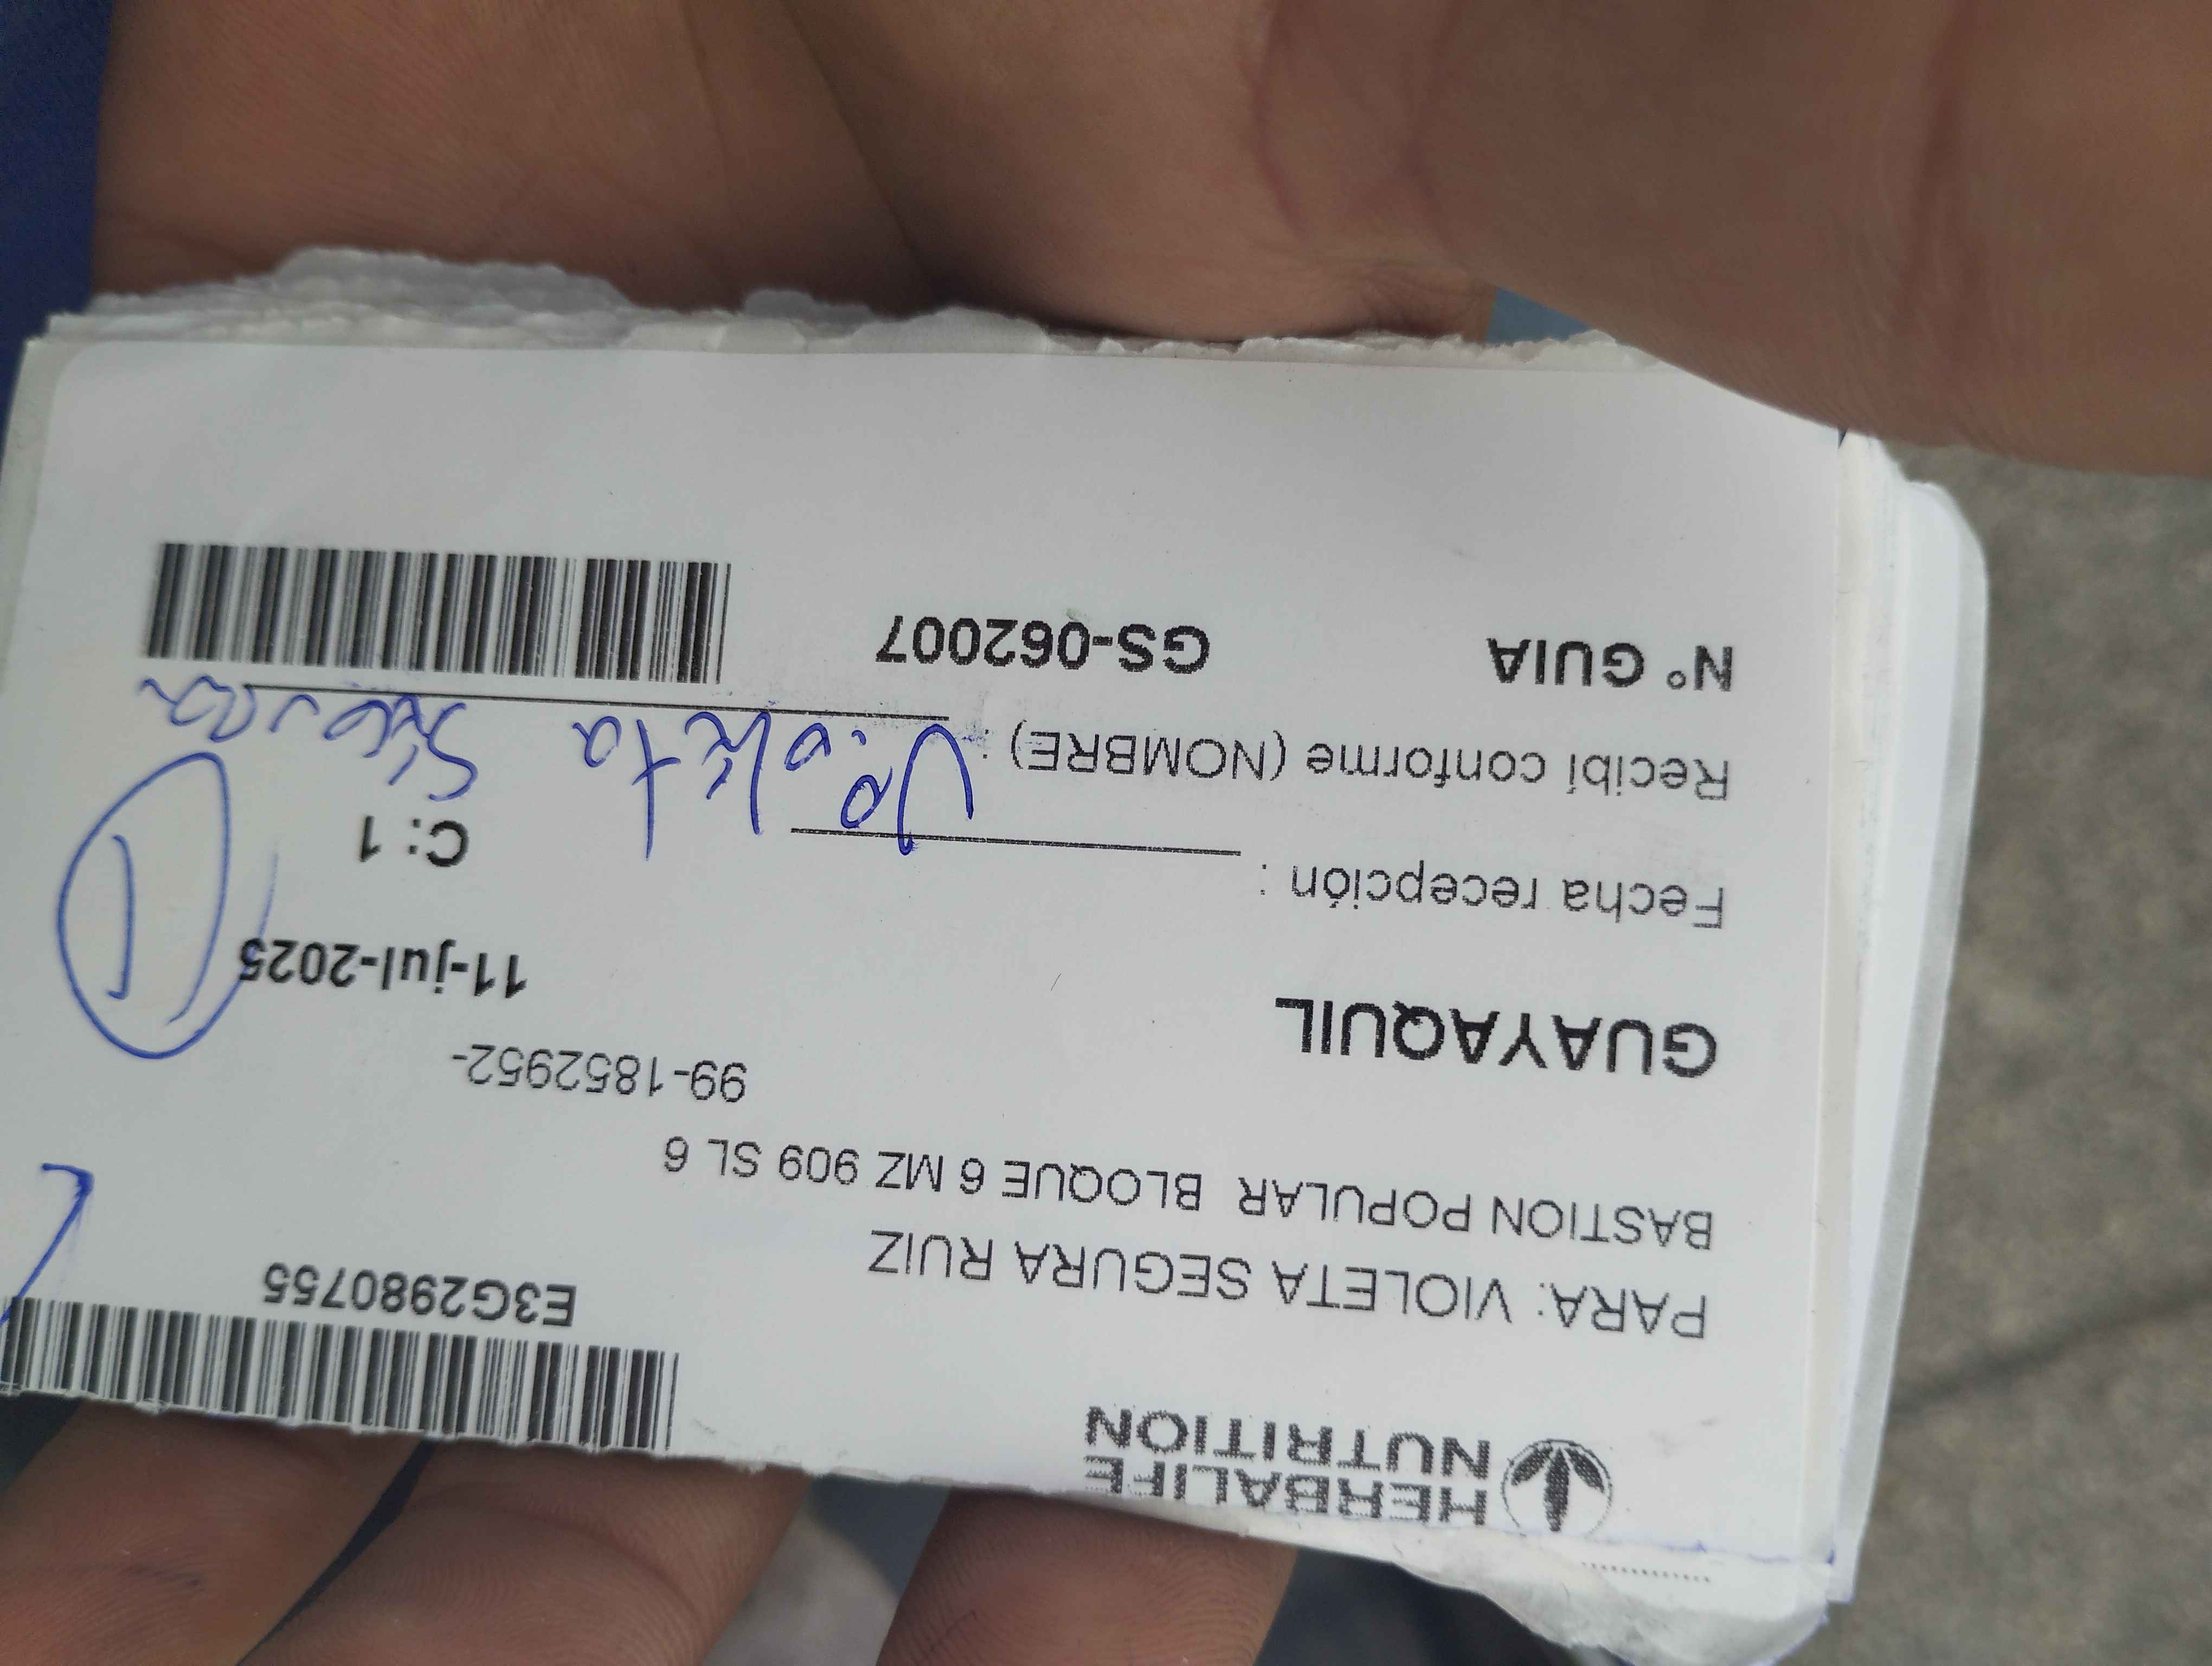 HERBALIFE
NUTRITION
E3G2980755
PARA: VIOLETA SEGURA RUIZ
BASTION POPULAR BLOQUE 6 MZ 909 SL 6
99-1852952-
GUAYAQUIL
11-jul-2025
Fecha recepción :
C: 1
1
Recibí conforme (NOMBRE) : Violeta Segura
N° GUIA GS-062007